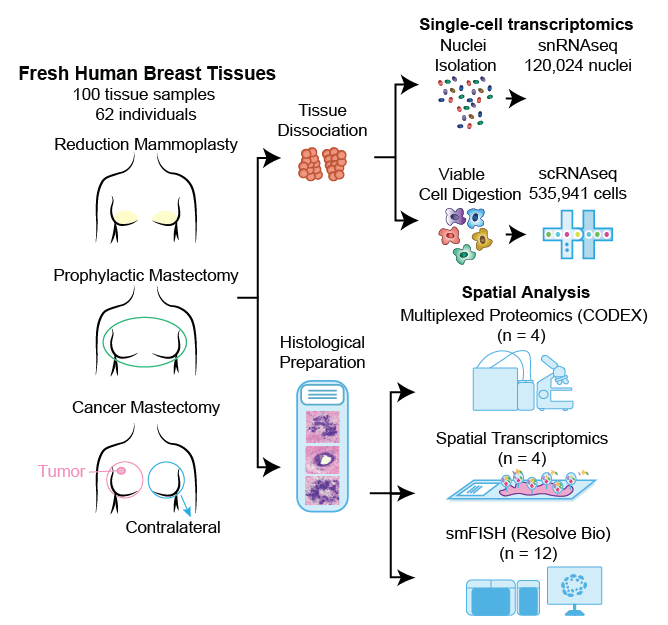 Fresh Human Breast Tissues
100 tissue samples
62 individuals
Reduction Mammoplasty
Prophylactic Mastectomy
Cancer Mastectomy
Tumor
Contralateral
Tissue
Dissociation
Histological
Preparation
Single-cell transcriptomics
Nuclei
Isolation
snRNAseq
120,024 nuclei
Viable
Cell Digestion
scRNAseq
535,941 cells
Spatial Analysis
Multiplexed Proteomics (CODEX)
(n = 4)
Spatial Transcriptomics
(n = 4)
smFISH (Resolve Bio)
(n = 12)